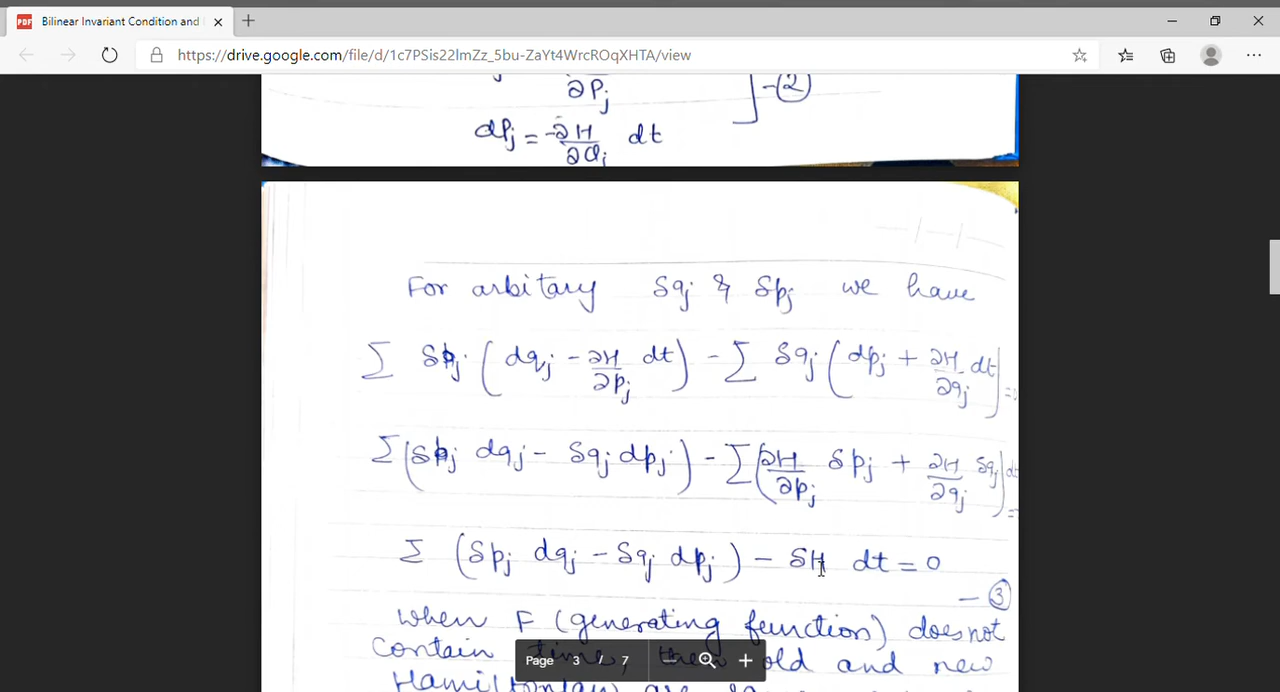 Bilinear Invariant Condition and
https://drive.google.com/file/d/1c7PSis22lmZz_5bu-ZaYt4WrcROqXHTA/view
∂Pj ] -(2)
dPj = -∂H/∂Qj dt
For arbitary δqj & δpj we have
Σ δpj (dqj - ∂H/∂pj dt) - Σ δqj (dpj + ∂H/∂qj dt) =
Σ(δpj dqj - δqj dpj) - Σ(∂H/∂pj δpj + ∂H/∂qj δqj) dt =
Σ (δpj dqj - δqj dpj) - δH dt = 0
- (3)
when F (generating function) does not
contain time, then old and new
Page 3 / 7